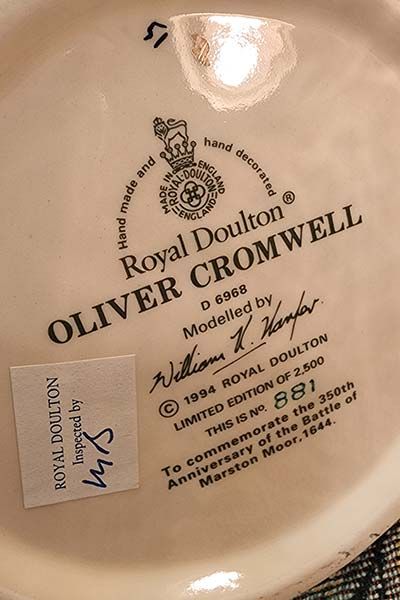 51
Hand made and hand decorated
MADE IN ENGLAND
ROYAL-DOULTON
ENGLAND
Royal Doulton®
OLIVER CROMWELL
D 6968
Modelled by
William K. Harper.
© 1994 ROYAL DOULTON
LIMITED EDITION OF 2,500
THIS IS NO. 881
To commemorate the 350th
Anniversary of the Battle of
Marston Moor, 1644.
ROYAL DOULTON
Inspected by